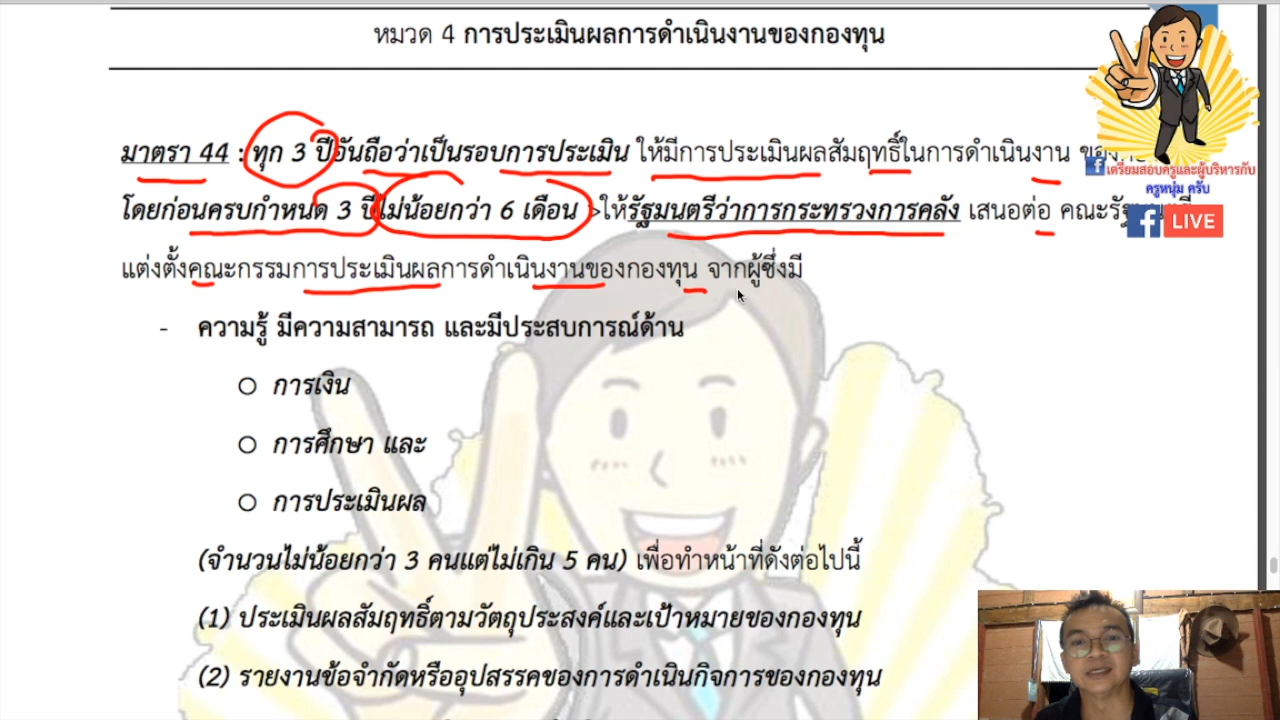 หมวด 4 การประเมินผลการดำเนินงานของกองทุน
มาตรา 44 : ทุก 3 ปีอันถือว่าเป็นรอบการประเมิน ให้มีการประเมินผลสัมฤทธิ์ในการดำเนินงาน
โดยก่อนครบกำหนด 3 ปีไม่น้อยกว่า 6 เดือน >ให้รัฐมนตรีว่าการกระทรวงการคลัง เสนอต่อ
แต่งตั้งคณะกรรมการประเมินผลการดำเนินงานของกองทุน จากผู้ซึ่งมี
- ความรู้ มีความสามารถ และมีประสบการณ์ด้าน
การเงิน
การศึกษา และ
การประเมินผล
(จำนวนไม่น้อยกว่า 3 คนแต่ไม่เกิน 5 คน) เพื่อทำหน้าที่ดังต่อไปนี้
(1) ประเมินผลสัมฤทธิ์ตามวัตถุประสงค์และเป้าหมายของกองทุน
(2) รายงานข้อจำกัดหรืออุปสรรคของการดำเนินกิจการของกองทุน
เตรียมสอบครูและผู้บริหารกับ
ครูหนุ่ม ครับ
f LIVE